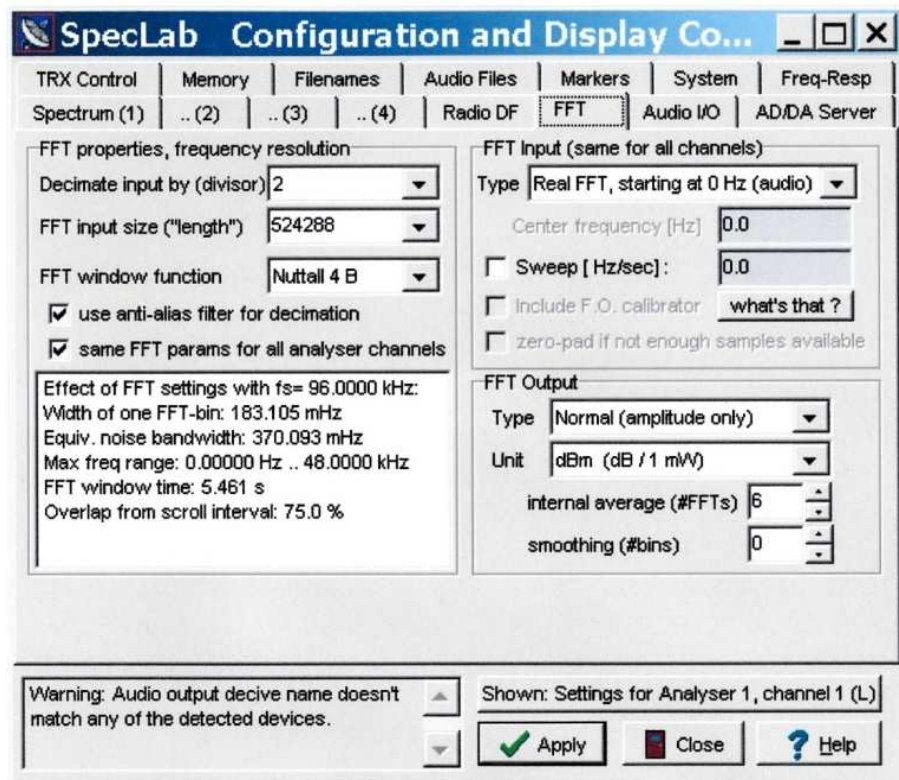 SpecLab Configuration and Display Co...
TRX Control Memory Filenames Audio Files Markers System Freq-Resp
Spectrum (1) .. (2) .. (3) .. (4) Radio DF FFT Audio I/O AD/DA Server
FFT properties, frequency resolution
Decimate input by (divisor) 2
FFT input size ("length") 524288
FFT window function Nuttall 4 B
use anti-alias filter for decimation
same FFT params for all analyser channels
Effect of FFT settings with fs= 96.0000 kHz:
Width of one FFT-bin: 183.105 mHz
Equiv. noise bandwidth: 370.093 mHz
Max freq range: 0.00000 Hz .. 48.0000 kHz
FFT window time: 5.461 s
Overlap from scroll interval: 75.0 %
FFT Input (same for all channels)
Type Real FFT, starting at 0 Hz (audio)
Center frequency [Hz] 0.0
Sweep [ Hz/sec] : 0.0
Include F.O. calibrator what's that ?
zero-pad if not enough samples available
FFT Output
Type Normal (amplitude only)
Unit dBm (dB / 1 mW)
internal average (#FFTs) 6
smoothing (#bins) 0
Warning: Audio output decive name doesn't
match any of the detected devices.
Shown: Settings for Analyser 1, channel 1 (L)
Apply Close Help